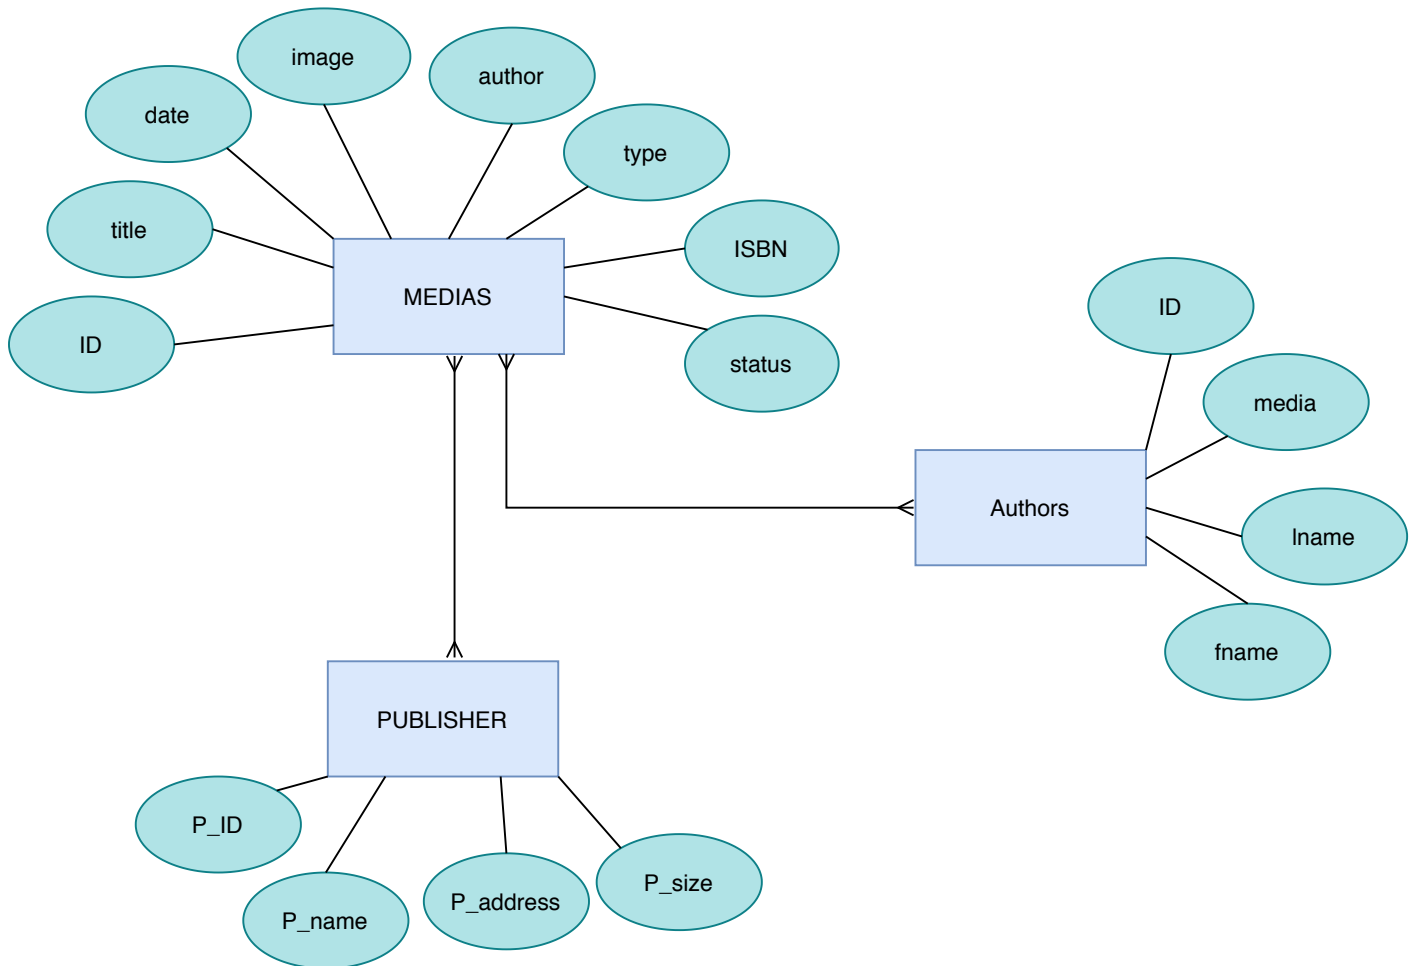 image
author
date
type
title
ISBN
MEDIAS
ID
ID
status
media
Authors
lname
fname
PUBLISHER
P_ID
P_size
P_address
P_name